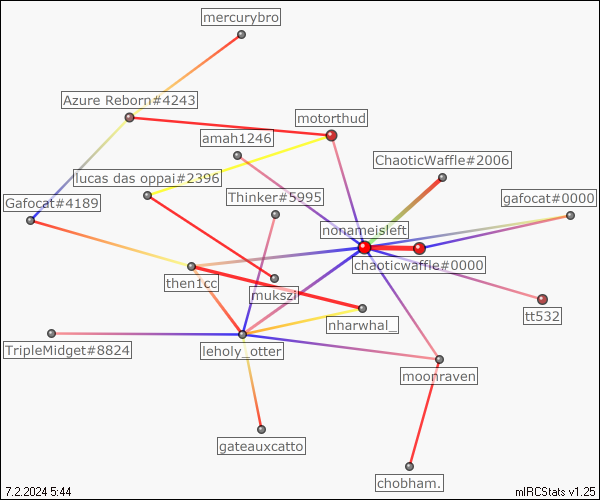 mercurybro
Azure Reborn#4243
motorthud
amah1246
ChaoticWaffle#2006
lucas das oppai#2396
Thinker#5995
gafocat#0000
Gafocat#4189
nonameisleft
chaoticwaffle#0000
then1cc
mukszi
tt532
nharwhal_
TripleMidget#8824
leholy_otter
moonraven
gateauxcatto
chobham.
7.2.2024 5:44
mIRCStats v1.25